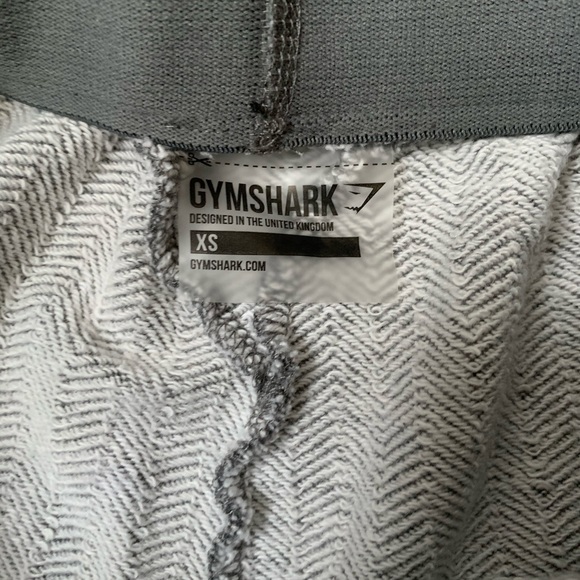 GYMSHARK
DESIGNED IN THE UNITED KINGDOM
XS
GYMSHARK.COM